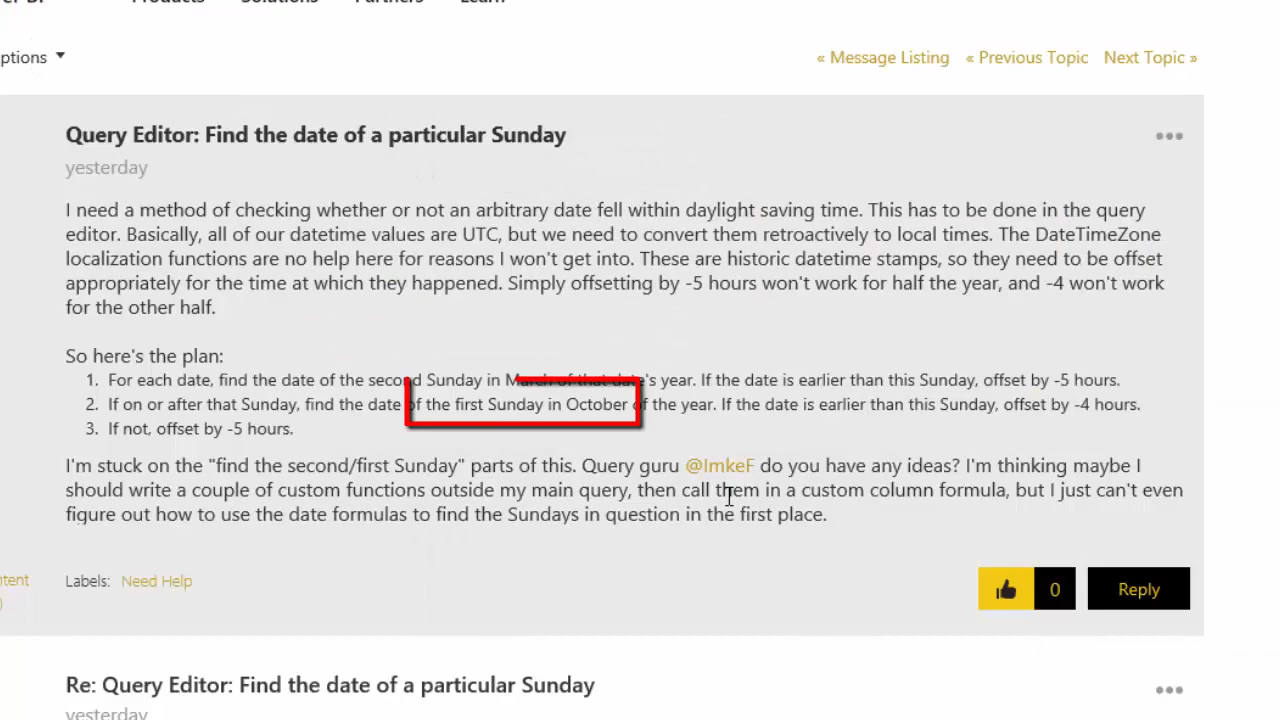 Products Solutions Partners Learn
ptions
« Message Listing « Previous Topic Next Topic »
Query Editor: Find the date of a particular Sunday
yesterday
I need a method of checking whether or not an arbitrary date fell within daylight saving time. This has to be done in the query
editor. Basically, all of our datetime values are UTC, but we need to convert them retroactively to local times. The DateTimeZone
localization functions are no help here for reasons I won't get into. These are historic datetime stamps, so they need to be offset
appropriately for the time at which they happened. Simply offsetting by -5 hours won't work for half the year, and -4 won't work
for the other half.
So here's the plan:
1. For each date, find the date of the second Sunday in March of that date's year. If the date is earlier than this Sunday, offset by -5 hours.
2. If on or after that Sunday, find the date of the first Sunday in October of the year. If the date is earlier than this Sunday, offset by -4 hours.
3. If not, offset by -5 hours.
I'm stuck on the "find the second/first Sunday" parts of this. Query guru @ImkeF do you have any ideas? I'm thinking maybe I
should write a couple of custom functions outside my main query, then call them in a custom column formula, but I just can't even
figure out how to use the date formulas to find the Sundays in question in the first place.
ntent
)
Labels: Need Help
0
Reply
Re: Query Editor: Find the date of a particular Sunday
yesterday